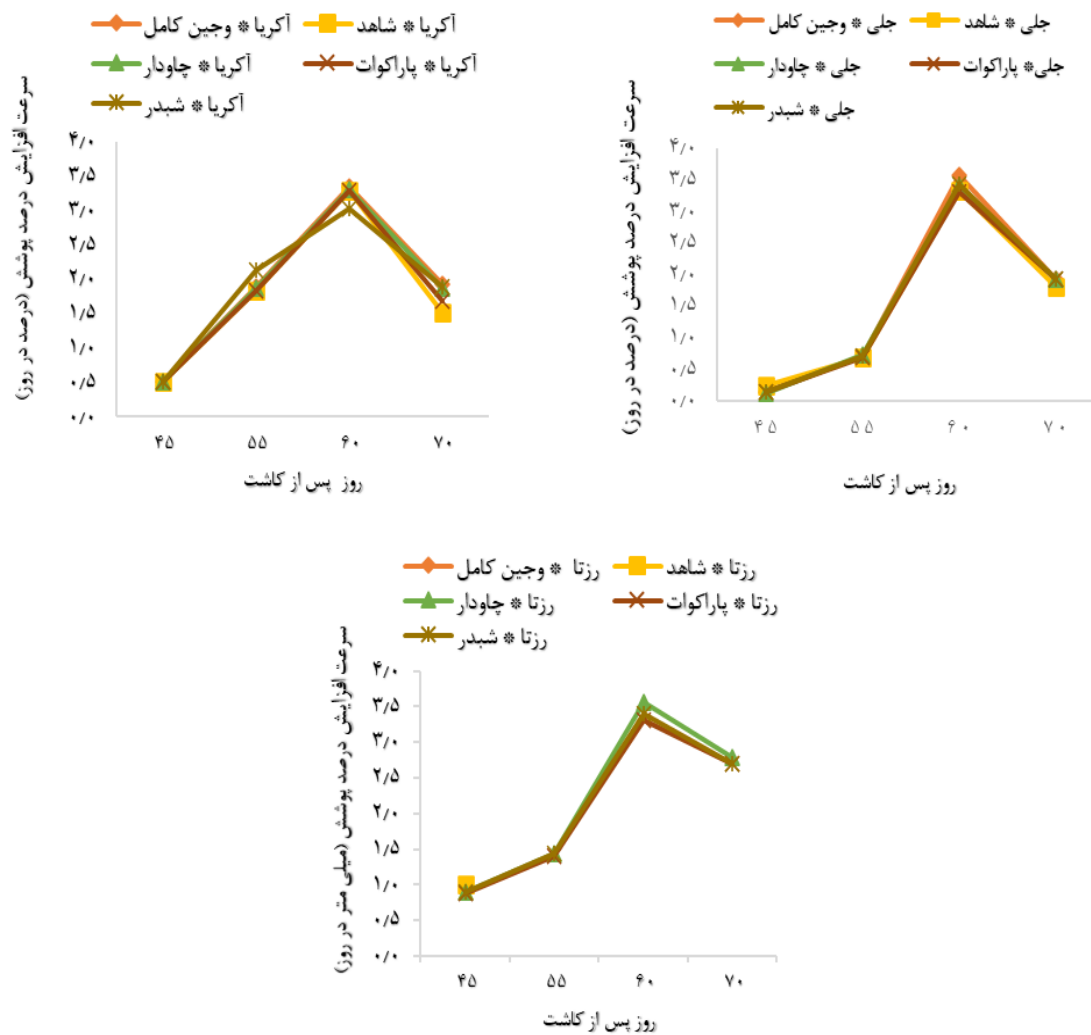 آکریا * وجین کامل
آکریا * شاهد
آکریا * چاودار
آکریا * پاراکوات
آکریا * شبدر
سرعت افزایش درصد پوشش (درصد در روز)
۴/۰
۳/۵
۳/۰
۲/۵
۲/۰
۱/۵
۱/۰
۰/۵
۰/۰
۴۵ ۵۵ ۶۰ ۷۰
روز پس از کاشت
جلی * وجین کامل
جلی * شاهد
جلی * چاودار
جلی* پاراکوات
جلی * شبدر
سرعت افزایش درصد پوشش (درصد در روز)
۴/۰
۳/۵
۳/۰
۲/۵
۲/۰
۱/۵
۱/۰
۰/۵
۰/۰
۴۵ ۵۵ ۶۰ ۷۰
روز پس از کاشت
رزتا * وجین کامل
رزتا * شاهد
رزتا * چاودار
رزتا * پاراکوات
رزتا * شبدر
سرعت افزایش درصد پوشش (میلی متر در روز)
۴/۰
۳/۵
۳/۰
۲/۵
۲/۰
۱/۵
۱/۰
۰/۵
۰/۰
۴۵ ۵۵ ۶۰ ۷۰
روز پس از کاشت